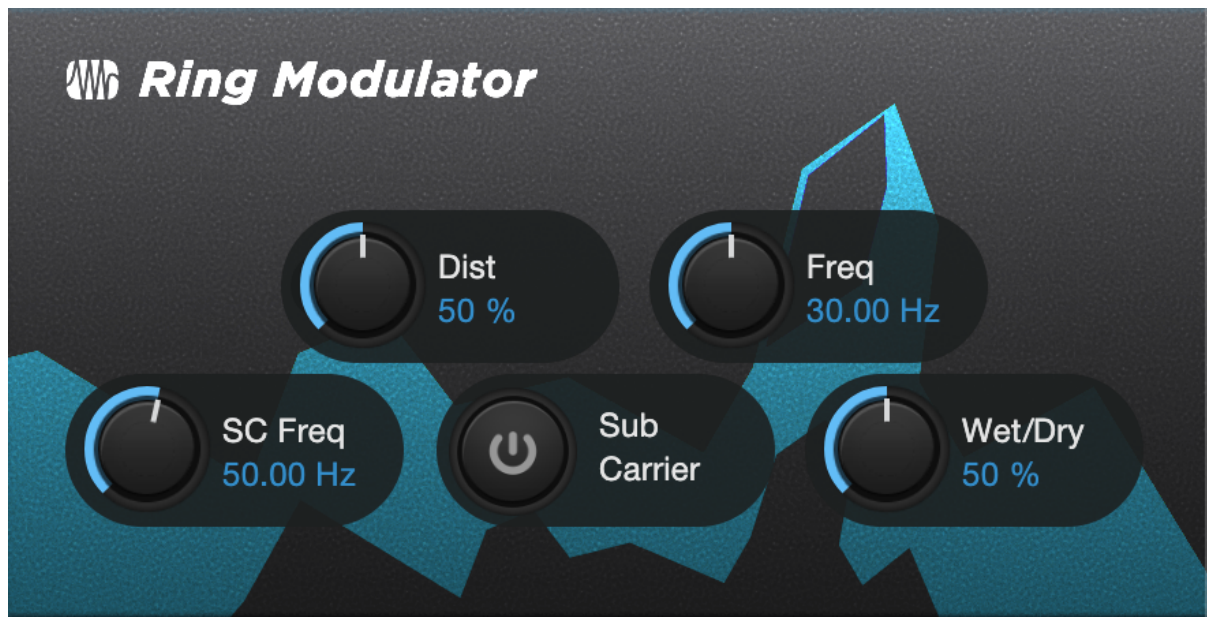 Ring Modulator
Dist
50 %
Freq
30.00 Hz
SC Freq
50.00 Hz
Sub
Carrier
Wet/Dry
50 %